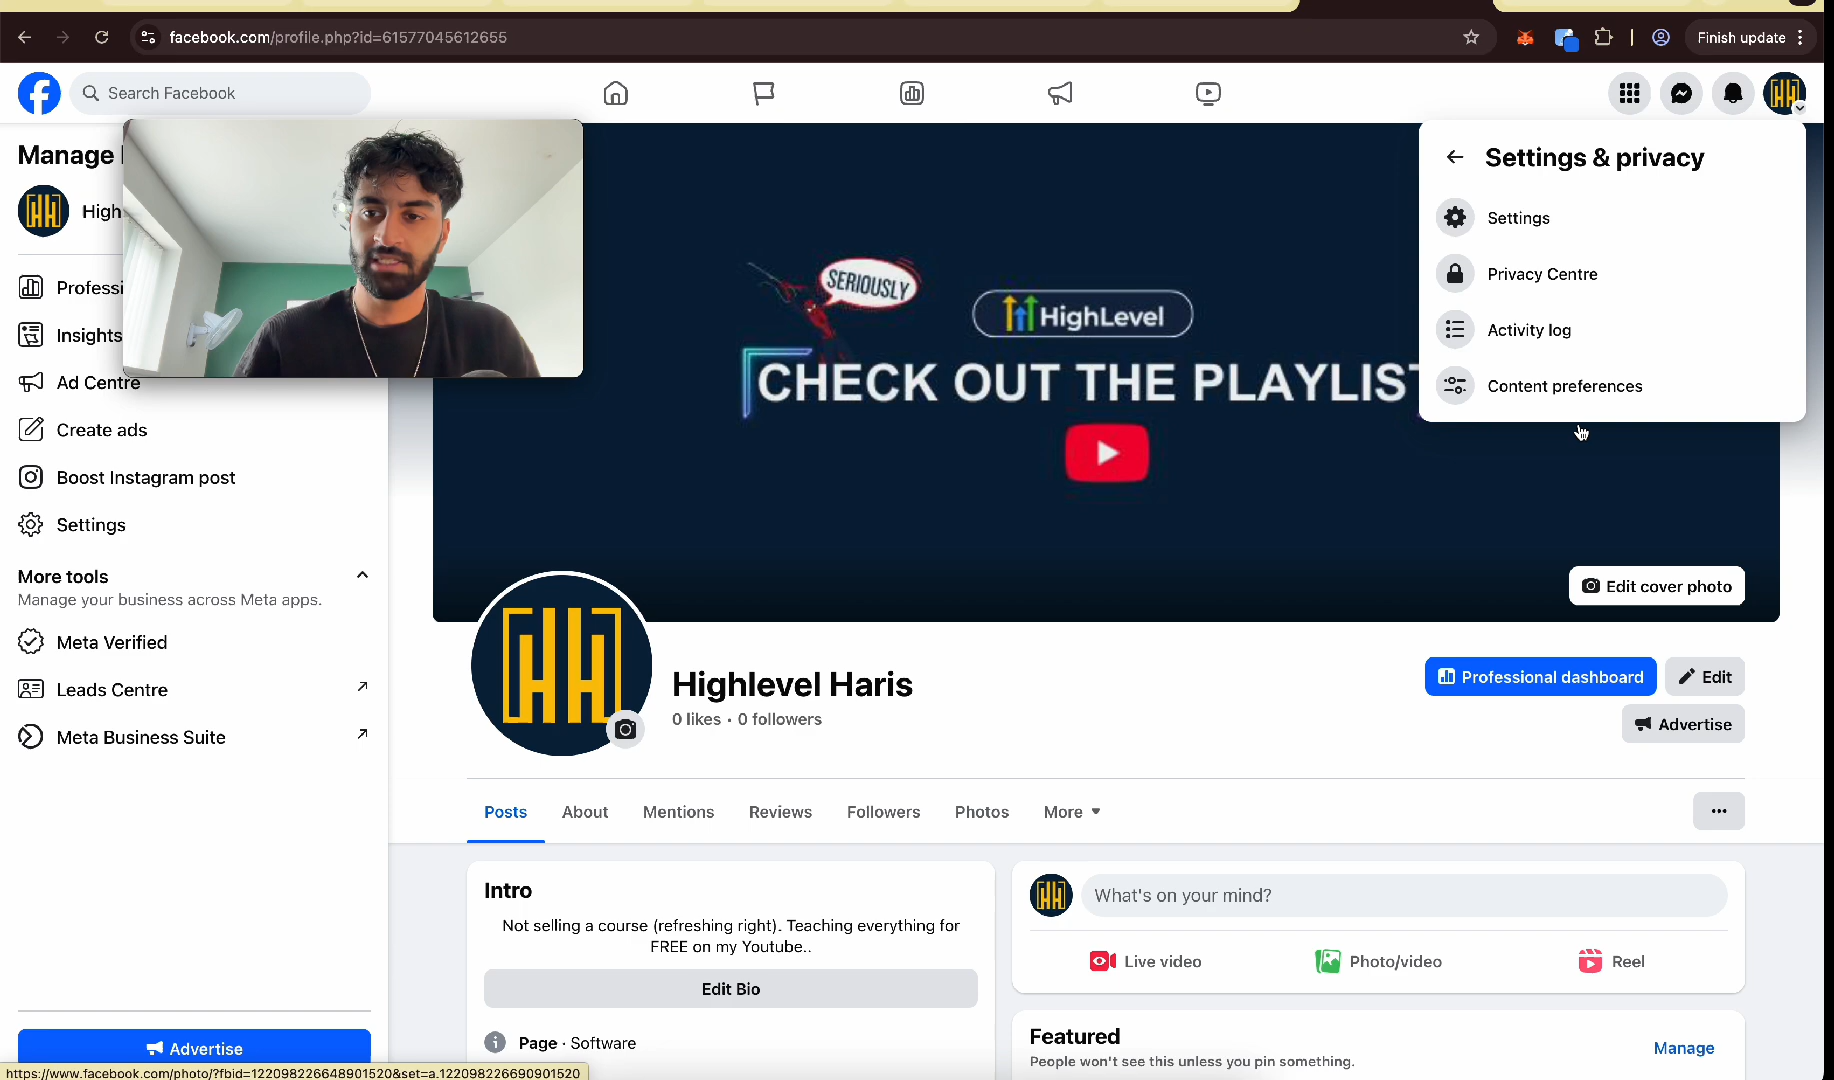 facebook.com/profile.php?id=61577045612655
Finish update
Search Facebook
Manage
High
Professi
Insights
Ad Centre
Create ads
Boost Instagram post
Settings
More tools
Manage your business across Meta apps.
Meta Verified
Leads Centre
Meta Business Suite
Advertise
https://www.facebook.com/photo/?fbid=122098226648901520&set=a.122098226690901520
SERIOUSLY
HighLevel
CHECK OUT THE PLAYLIST
Settings & privacy
Settings
Privacy Centre
Activity log
Content preferences
Edit cover photo
Highlevel Haris
0 likes • 0 followers
Professional dashboard
Edit
Advertise
Posts
About
Mentions
Reviews
Followers
Photos
More
Intro
Not selling a course (refreshing right). Teaching everything for
FREE on my Youtube..
Edit Bio
Page · Software
What's on your mind?
Live video
Photo/video
Reel
Featured
People won't see this unless you pin something.
Manage